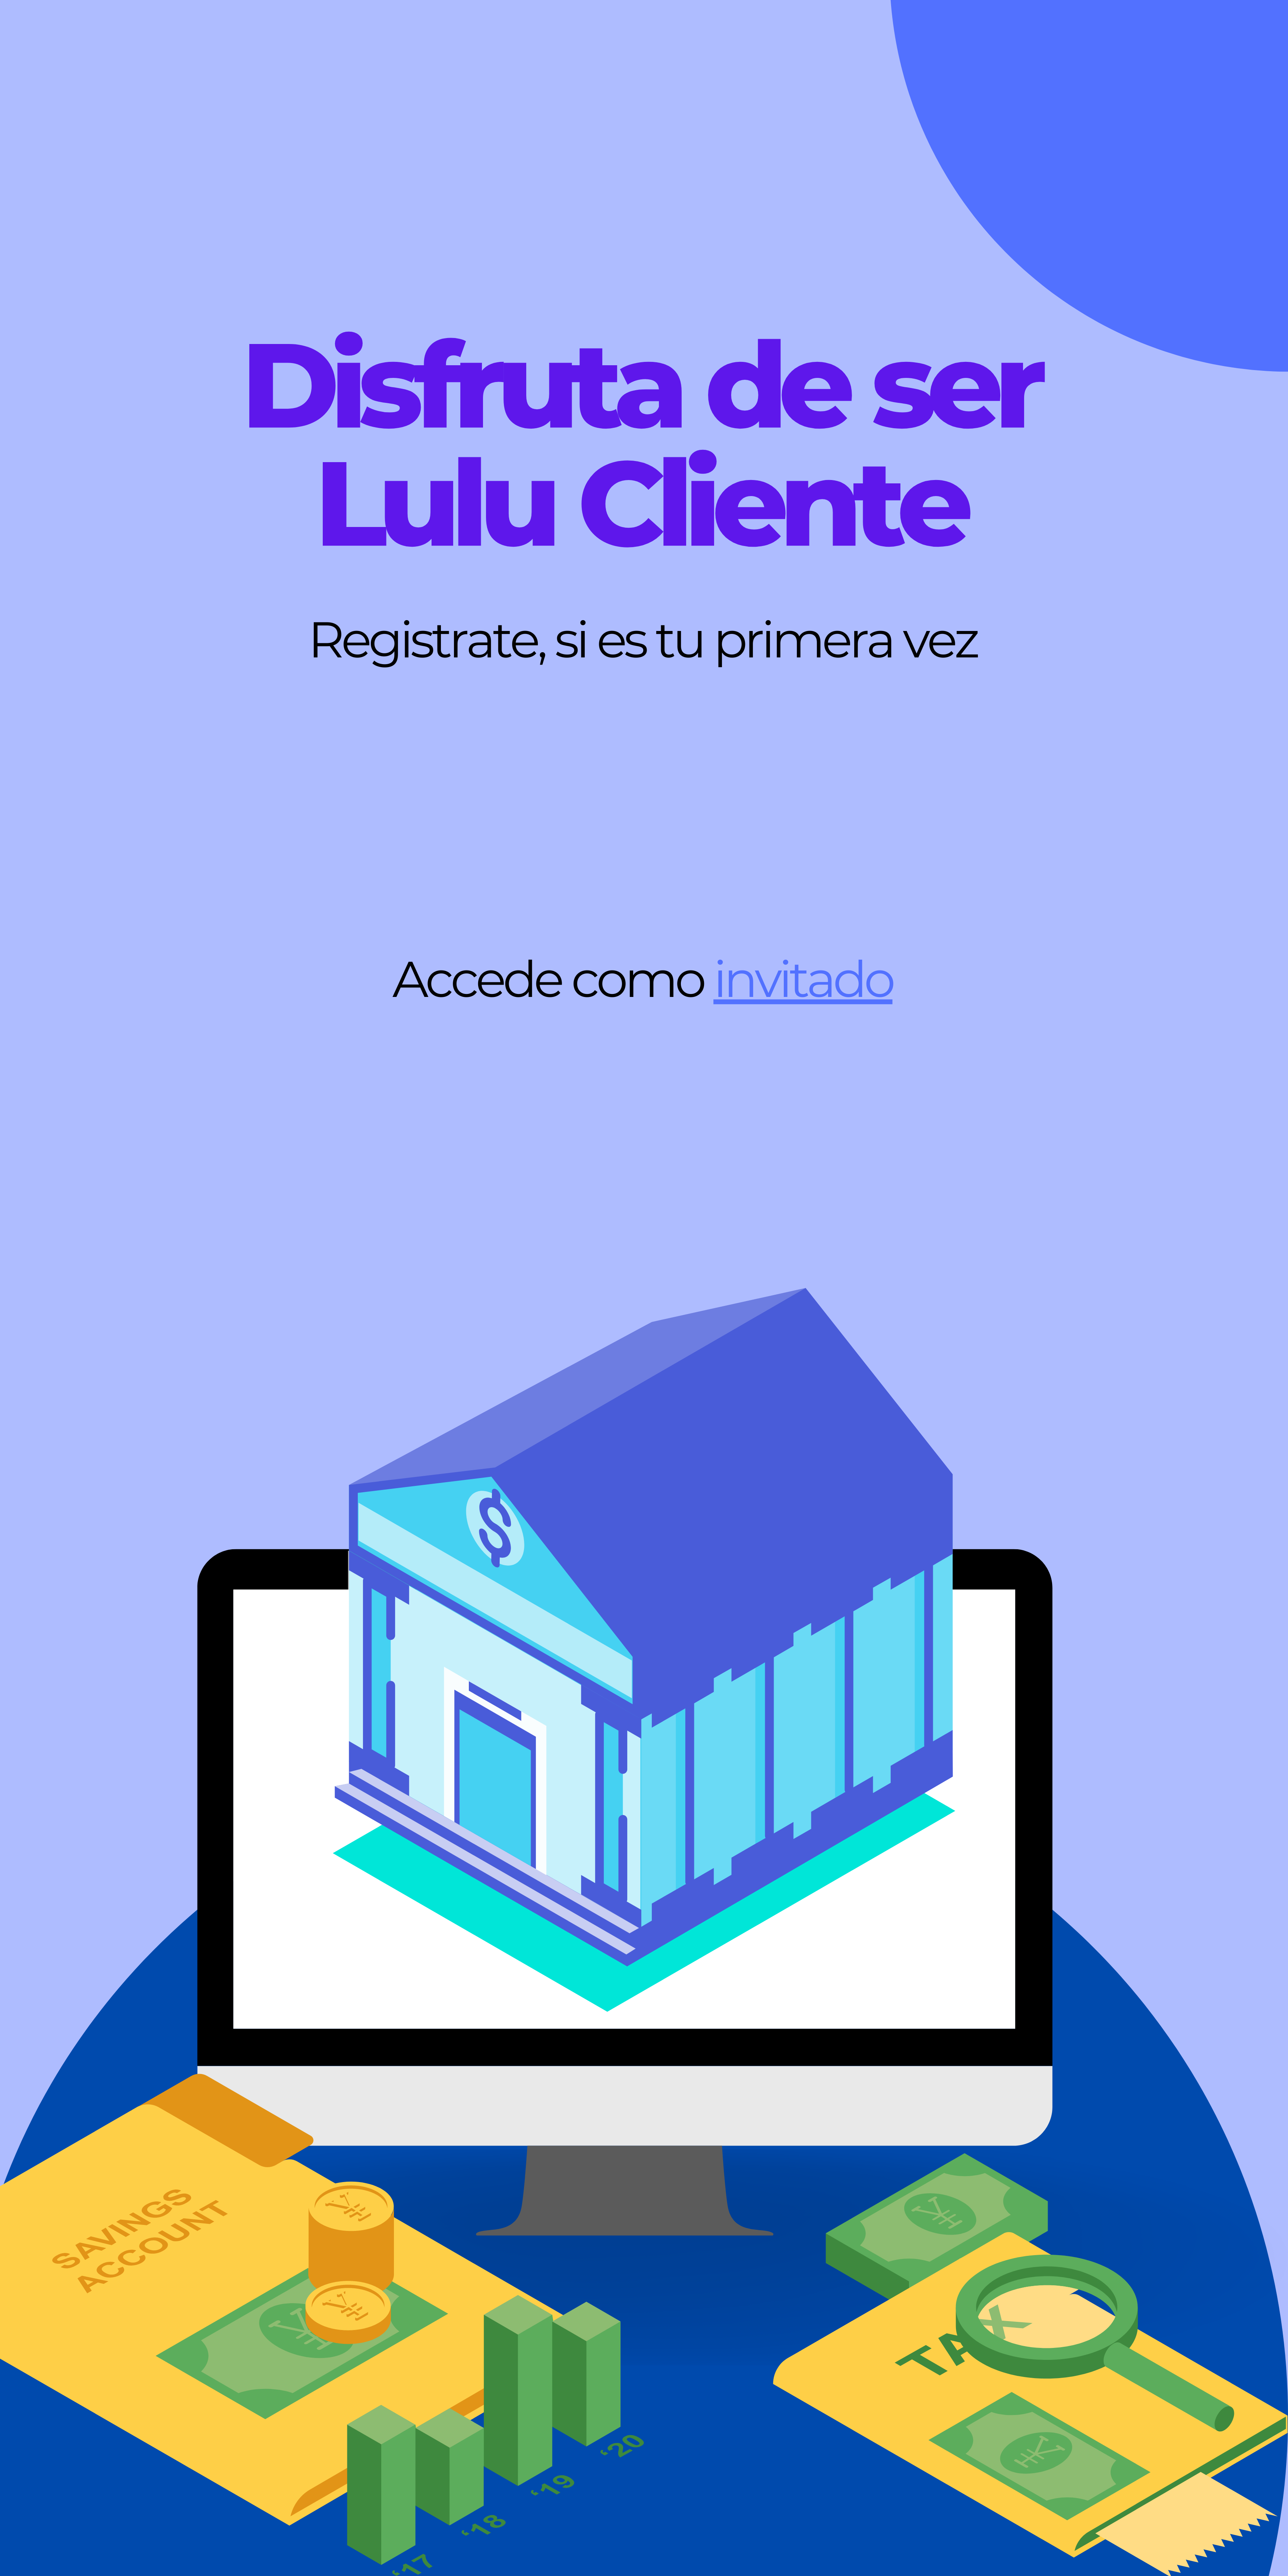 Disfruta de ser
Lulu Cliente
Registrate, si es tu primera vez
Accede como invitado
$
SAVINGS
ACCOUNT
¥
¥
¥
¥
TAX
¥
'20
'19
'18
'17